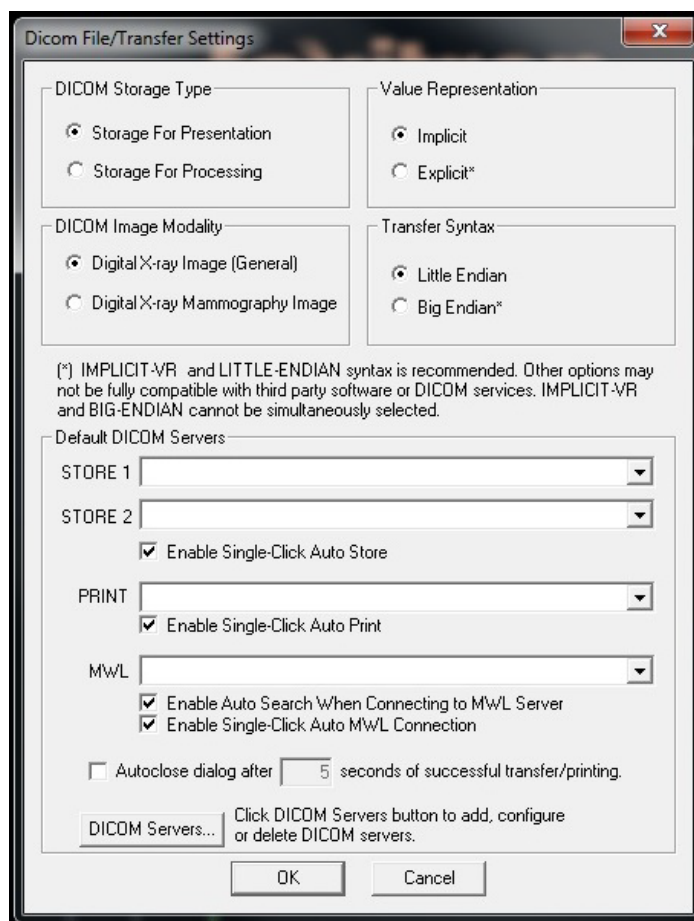 Dicom File/Transfer Settings
DICOM Storage Type
Storage For Presentation
Storage For Processing
Value Representation
Implicit
Explicit*
DICOM Image Modality
Digital X-ray Image (General)
Digital X-ray Mammography Image
Transfer Syntax
Little Endian
Big Endian*
(*) IMPLICIT-VR and LITTLE-ENDIAN syntax is recommended. Other options may
not be fully compatible with third party software or DICOM services. IMPLICIT-VR
and BIG-ENDIAN cannot be simultaneously selected.
Default DICOM Servers
STORE 1
STORE 2
Enable Single-Click Auto Store
PRINT
Enable Single-Click Auto Print
MWL
Enable Auto Search When Connecting to MWL Server
Enable Single-Click Auto MWL Connection
Autoclose dialog after 5 seconds of successful transfer/printing.
DICOM Servers...
Click DICOM Servers button to add, configure
or delete DICOM servers.
OK
Cancel